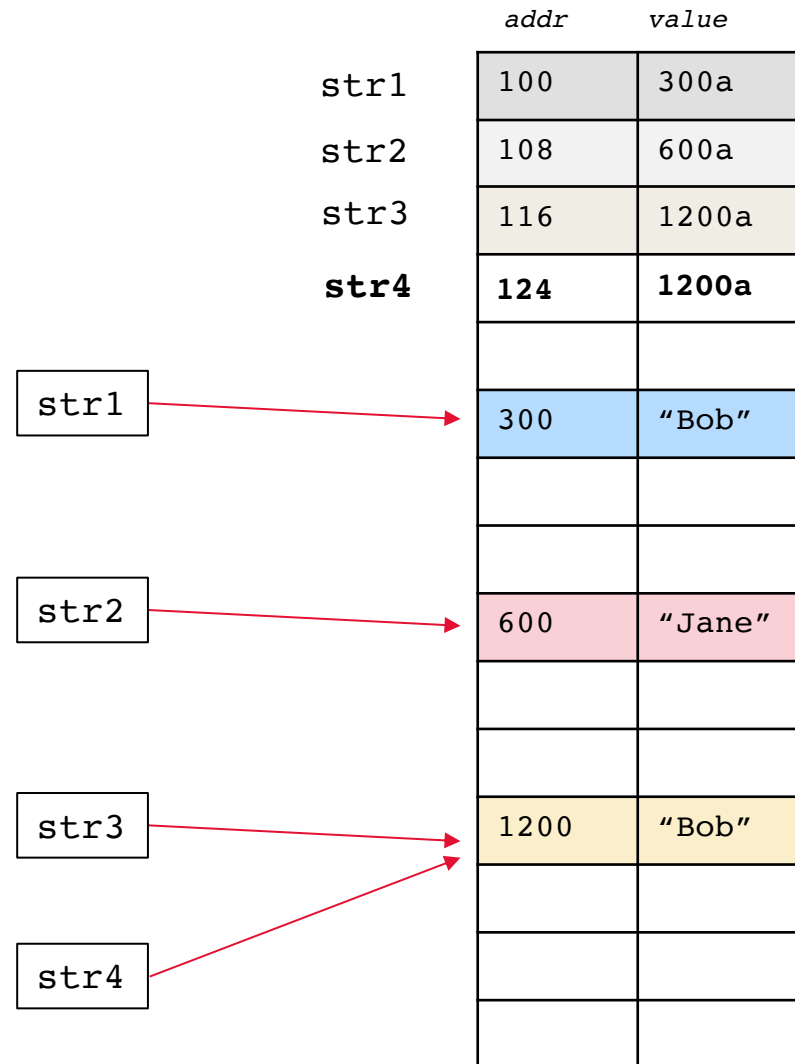 addr value
str1 100 300a
str2 108 600a
str3 116 1200a
str4 124 1200a
str1 300 “Bob”
str2 600 “Jane”
str3 1200 “Bob”
str4